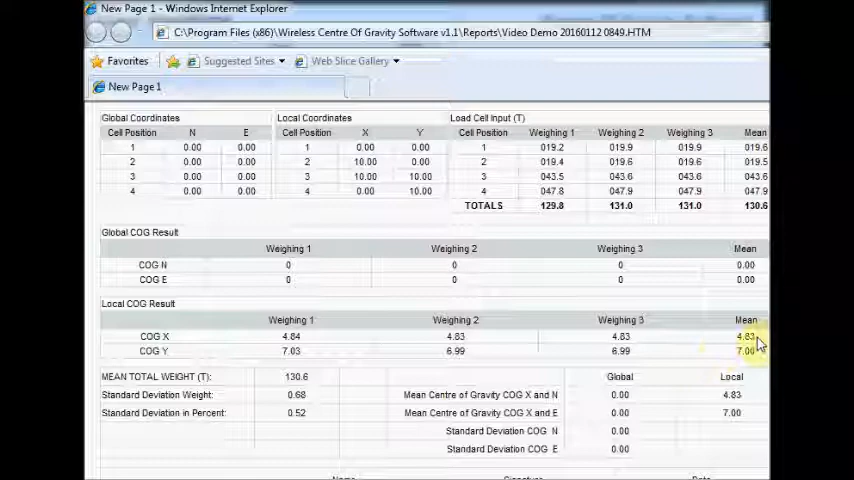 New Page 1 - Windows Internet Explorer
C:\Program Files (x86)\Wireless Centre Of Gravity Software v1.1\Reports\Video Demo 20160112 0849.HTM
Favorites Suggested Sites Web Slice Gallery
New Page 1
Global Coordinates Local Coordinates Load Cell Input (T)
Cell Position N E Cell Position X Y Cell Position Weighing 1 Weighing 2 Weighing 3 Mean
1 0.00 0.00 1 0.00 0.00 1 019.2 019.9 019.9 019.6
2 0.00 0.00 2 10.00 0.00 2 019.4 019.6 019.6 019.5
3 0.00 0.00 3 10.00 10.00 3 043.5 043.6 043.6 043.6
4 0.00 0.00 4 0.00 10.00 4 047.8 047.9 047.9 047.9
TOTALS 129.8 131.0 131.0 130.6
Global COG Result
Weighing 1 Weighing 2 Weighing 3 Mean
COG N 0 0 0 0.00
COG E 0 0 0 0.00
Local COG Result
Weighing 1 Weighing 2 Weighing 3 Mean
COG X 4.84 4.83 4.83 4.83
COG Y 7.03 6.99 6.99 7.00
MEAN TOTAL WEIGHT (T): 130.6 Global Local
Standard Deviation Weight: 0.68 Mean Centre of Gravity COG X and N 0.00 4.83
Standard Deviation in Percent: 0.52 Mean Centre of Gravity COG X and E 0.00 7.00
Standard Deviation COG N 0.00
Standard Deviation COG E 0.00